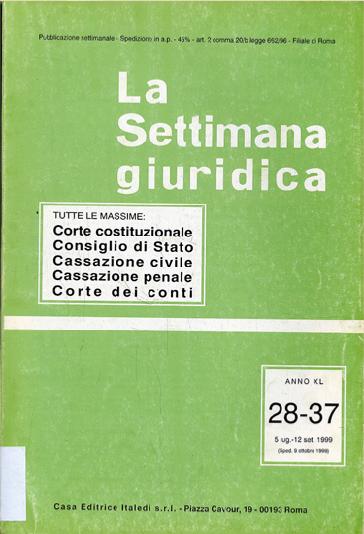 Pubblicazione settimanale - Spedizione in a.p. - 45% - art. 2 comma 20/b legge 662/96 - Filiale di Roma
La
Settimana
giuridica
TUTTE LE MASSIME:
Corte costituzionale
Consiglio di Stato
Cassazione civile
Cassazione penale
Corte dei conti
ANNO XL
28-37
5 ug.-12 set 1999
(Sped. 9 ottobre 1999)
Casa Editrice Italedi s.r.l. - Piazza Cavour, 19 - 00193 Roma